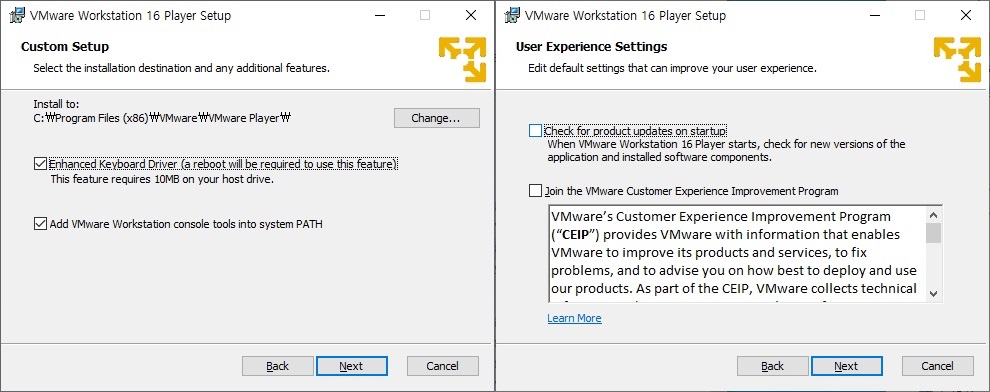 VMware Workstation 16 Player Setup
Custom Setup
Select the installation destination and any additional features.
Install to:
C:₩Program Files (x86)₩VMware₩VMware Player₩
Change...
Enhanced Keyboard Driver (a reboot will be required to use this feature)
This feature requires 10MB on your host drive.
Add VMware Workstation console tools into system PATH
Back
Next
Cancel
VMware Workstation 16 Player Setup
User Experience Settings
Edit default settings that can improve your user experience.
Check for product updates on startup
When VMware Workstation 16 Player starts, check for new versions of the
application and installed software components.
Join the VMware Customer Experience Improvement Program
VMware’s Customer Experience Improvement Program
(“CEIP”) provides VMware with information that enables
VMware to improve its products and services, to fix
problems, and to advise you on how best to deploy and use
our products. As part of the CEIP, VMware collects technical
Learn More
Back
Next
Cancel